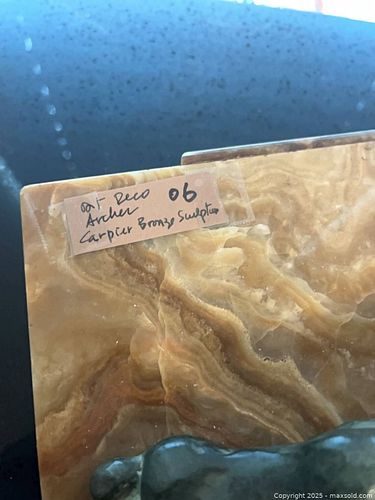 art Deco 06
Archer
Carpier Bronze Sculpture
Copyright 2025 - maxsold.com